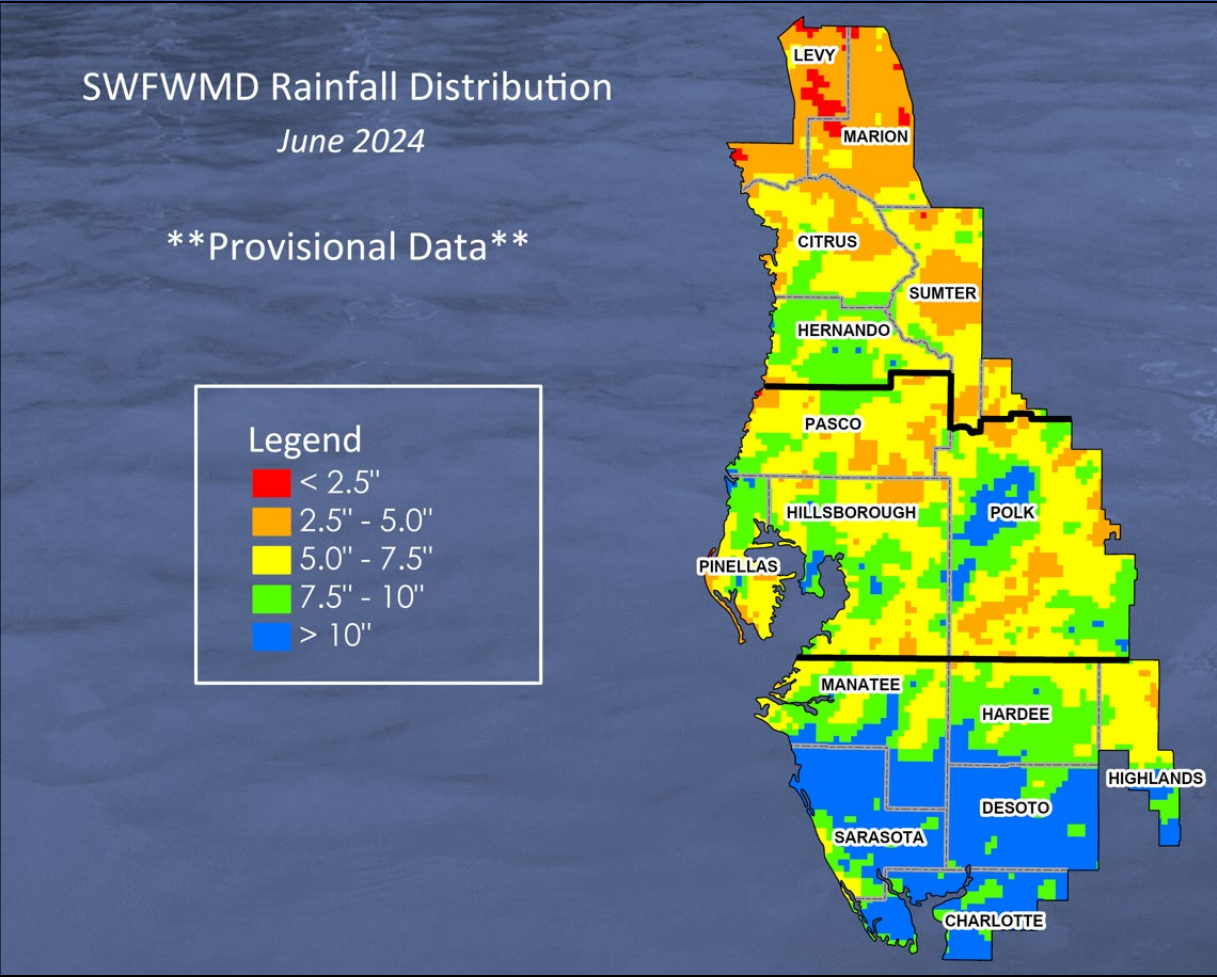 SWFWMD Rainfall Distribution
June 2024
**Provisional Data**
Legend
< 2.5"
2.5" - 5.0"
5.0" - 7.5"
7.5" - 10"
> 10"
LEVY
MARION
CITRUS
SUMTER
HERNANDO
PASCO
HILLSBOROUGH
POLK
PINELLAS
MANATEE
HARDEE
HIGHLANDS
DESOTO
SARASOTA
CHARLOTTE